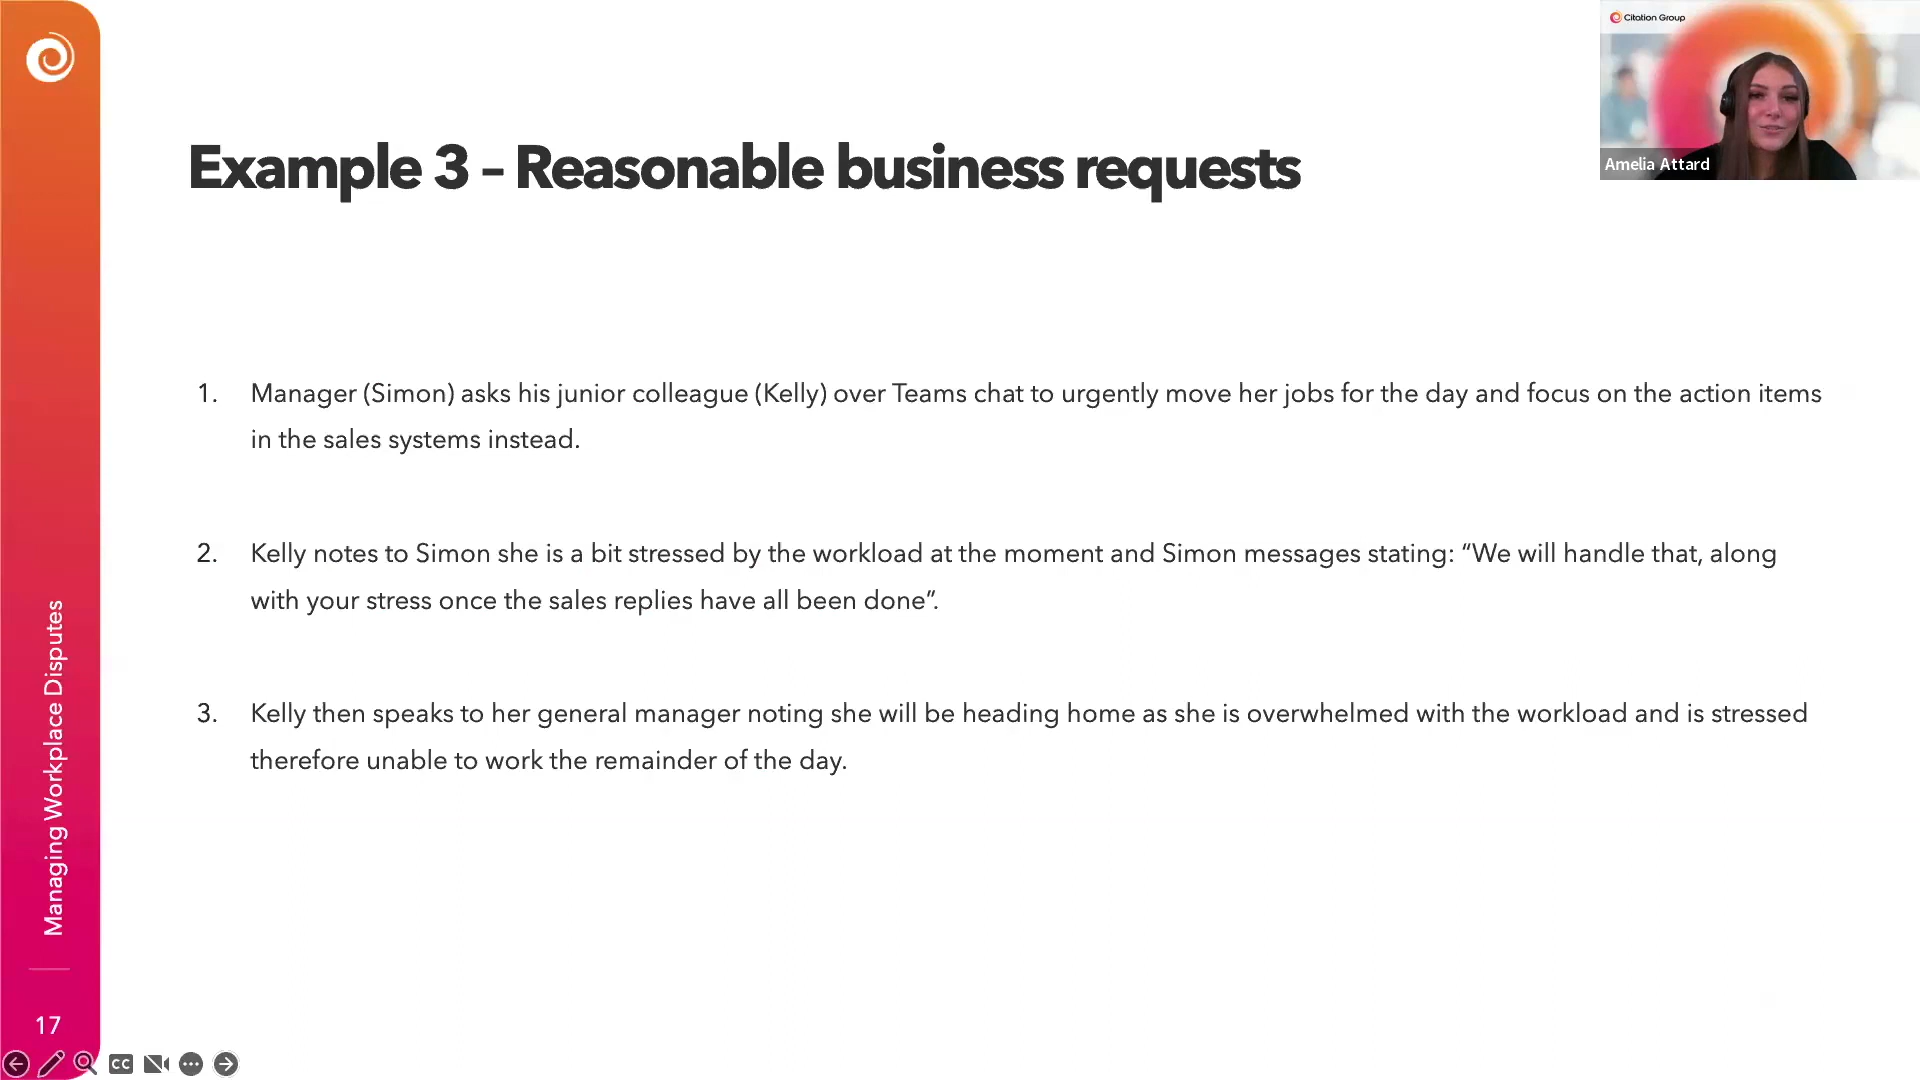 Citation Group
Amelia Attard
Example 3 – Reasonable business requests
1. Manager (Simon) asks his junior colleague (Kelly) over Teams chat to urgently move her jobs for the day and focus on the action items
in the sales systems instead.
2. Kelly notes to Simon she is a bit stressed by the workload at the moment and Simon messages stating: “We will handle that, along
with your stress once the sales replies have all been done”.
3. Kelly then speaks to her general manager noting she will be heading home as she is overwhelmed with the workload and is stressed
therefore unable to work the remainder of the day.
Managing Workplace Disputes
17
CC